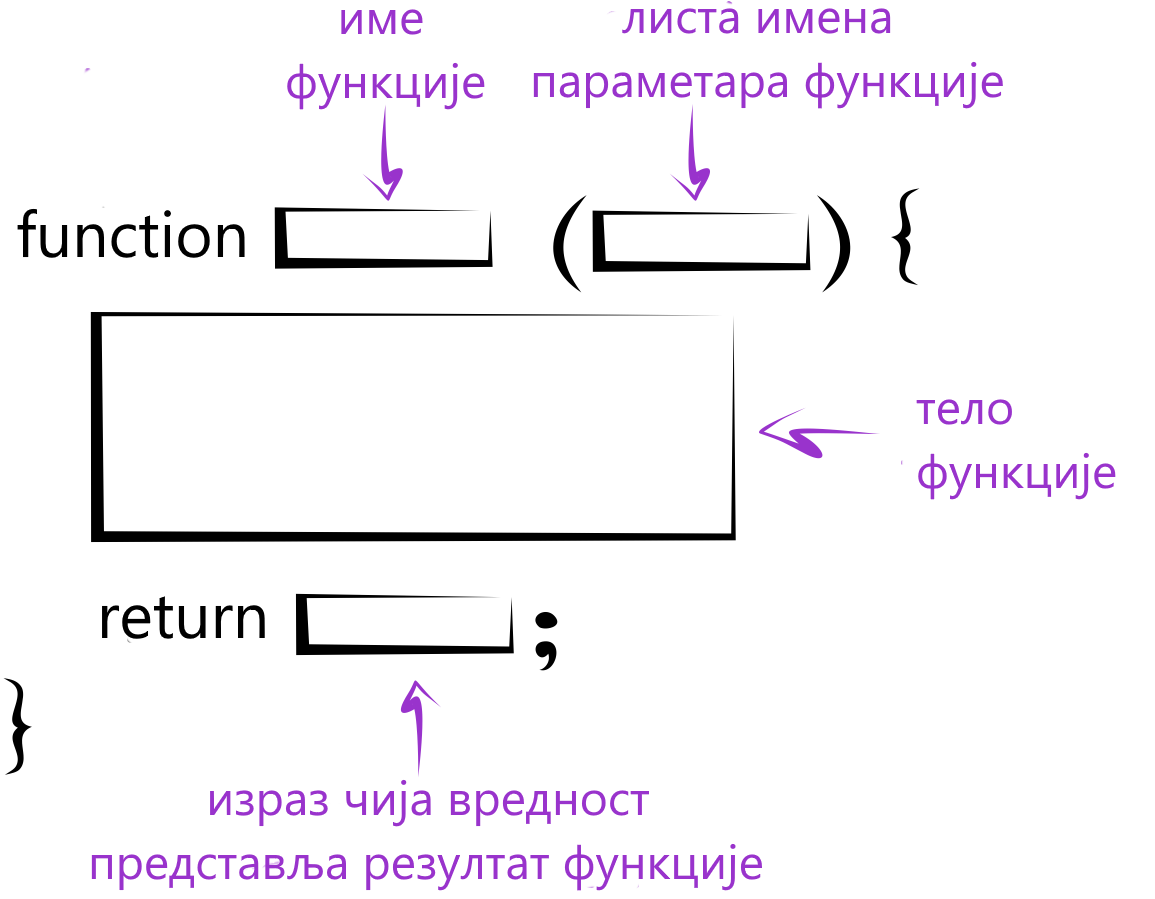 име
функције
листа имена
параметара функције
function ( ) {
тело
функције
return ;
}
израз чија вредност
представља резултат функције